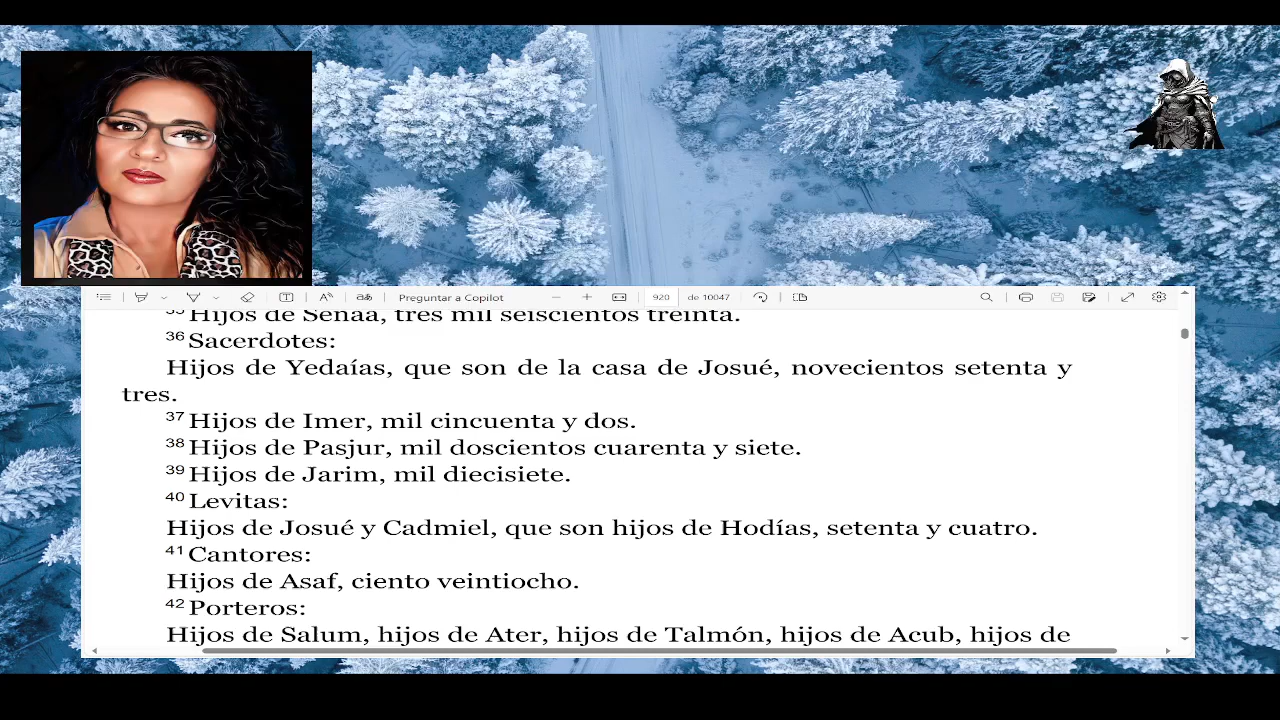 Preguntar a Copilot 920 de 10047
35 Hijos de Senaá, tres mil seiscientos treinta.
36 Sacerdotes:
Hijos de Yedaías, que son de la casa de Josué, novecientos setenta y
tres.
37 Hijos de Imer, mil cincuenta y dos.
38 Hijos de Pasjur, mil doscientos cuarenta y siete.
39 Hijos de Jarim, mil diecisiete.
40 Levitas:
Hijos de Josué y Cadmiel, que son hijos de Hodías, setenta y cuatro.
41 Cantores:
Hijos de Asaf, ciento veintiocho.
42 Porteros:
Hijos de Salum, hijos de Ater, hijos de Talmón, hijos de Acub, hijos de